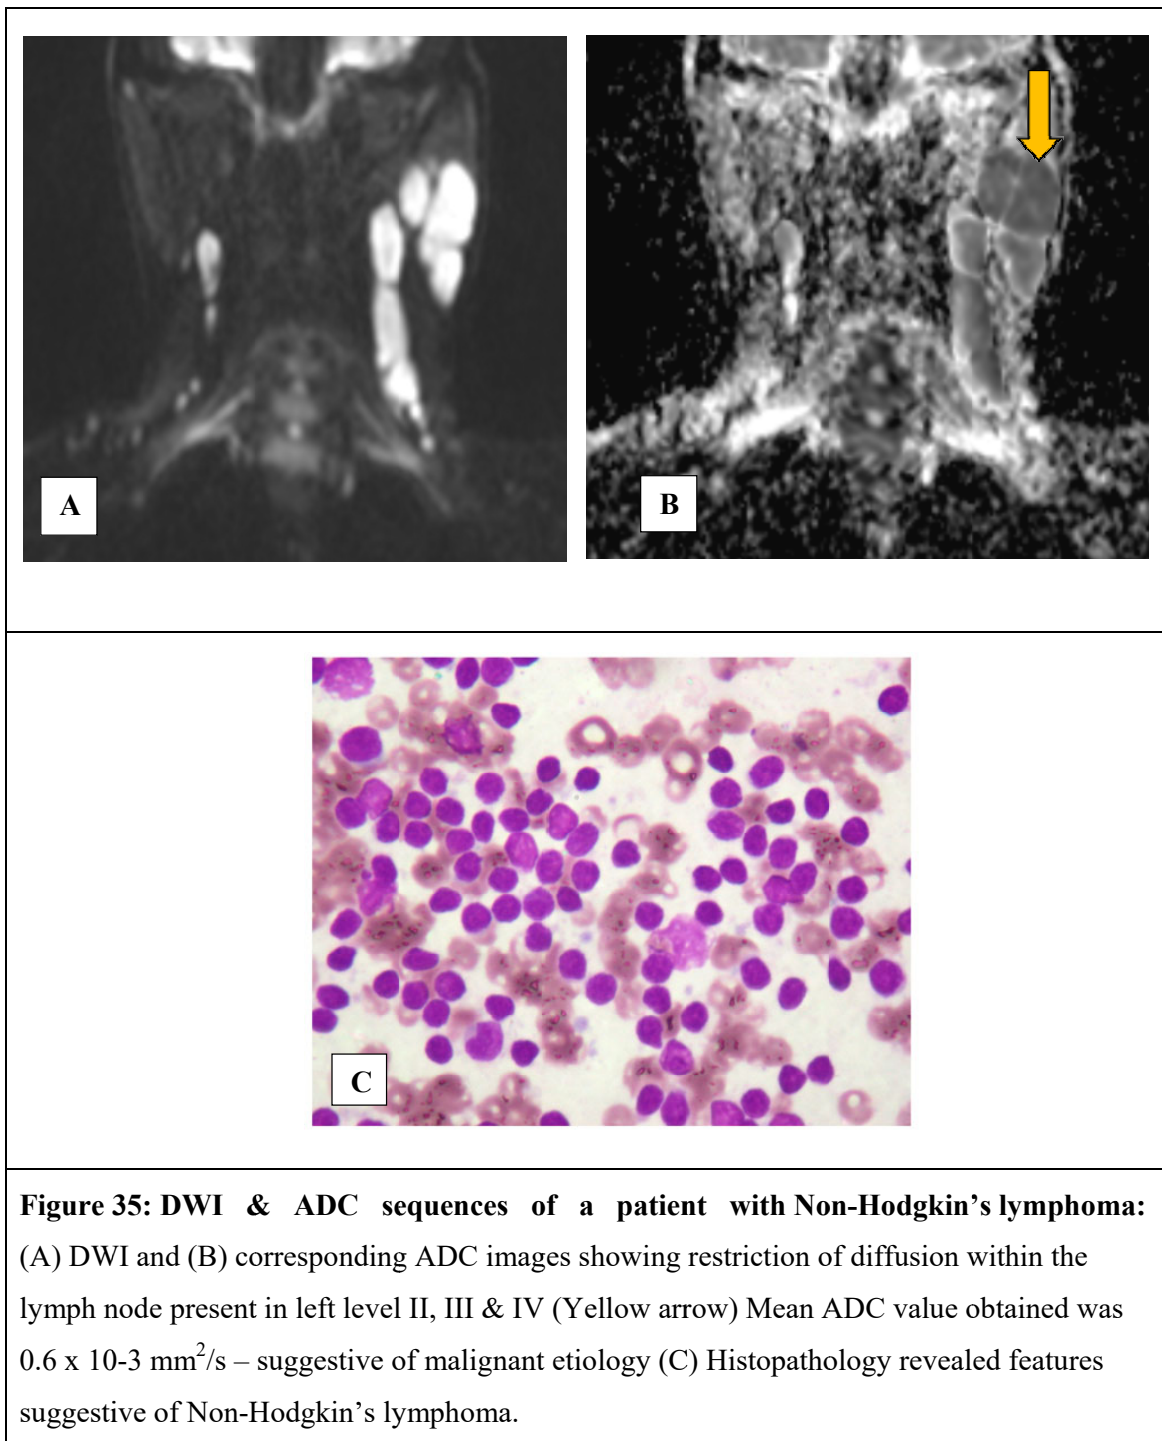 A
B
C
Figure 35: DWI & ADC sequences of a patient with Non-Hodgkin’s lymphoma:
(A) DWI and (B) corresponding ADC images showing restriction of diffusion within the
lymph node present in left level II, III & IV (Yellow arrow) Mean ADC value obtained was
0.6 x 10-3 mm²/s – suggestive of malignant etiology (C) Histopathology revealed features
suggestive of Non-Hodgkin’s lymphoma.